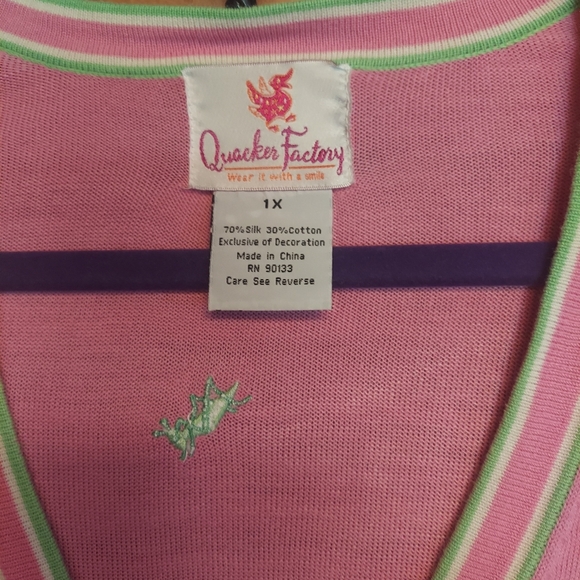 Quacker Factory
Wear it with a smile
1X
70%Silk 30%Cotton
Exclusive of Decoration
Made in China
RN 90133
Care See Reverse